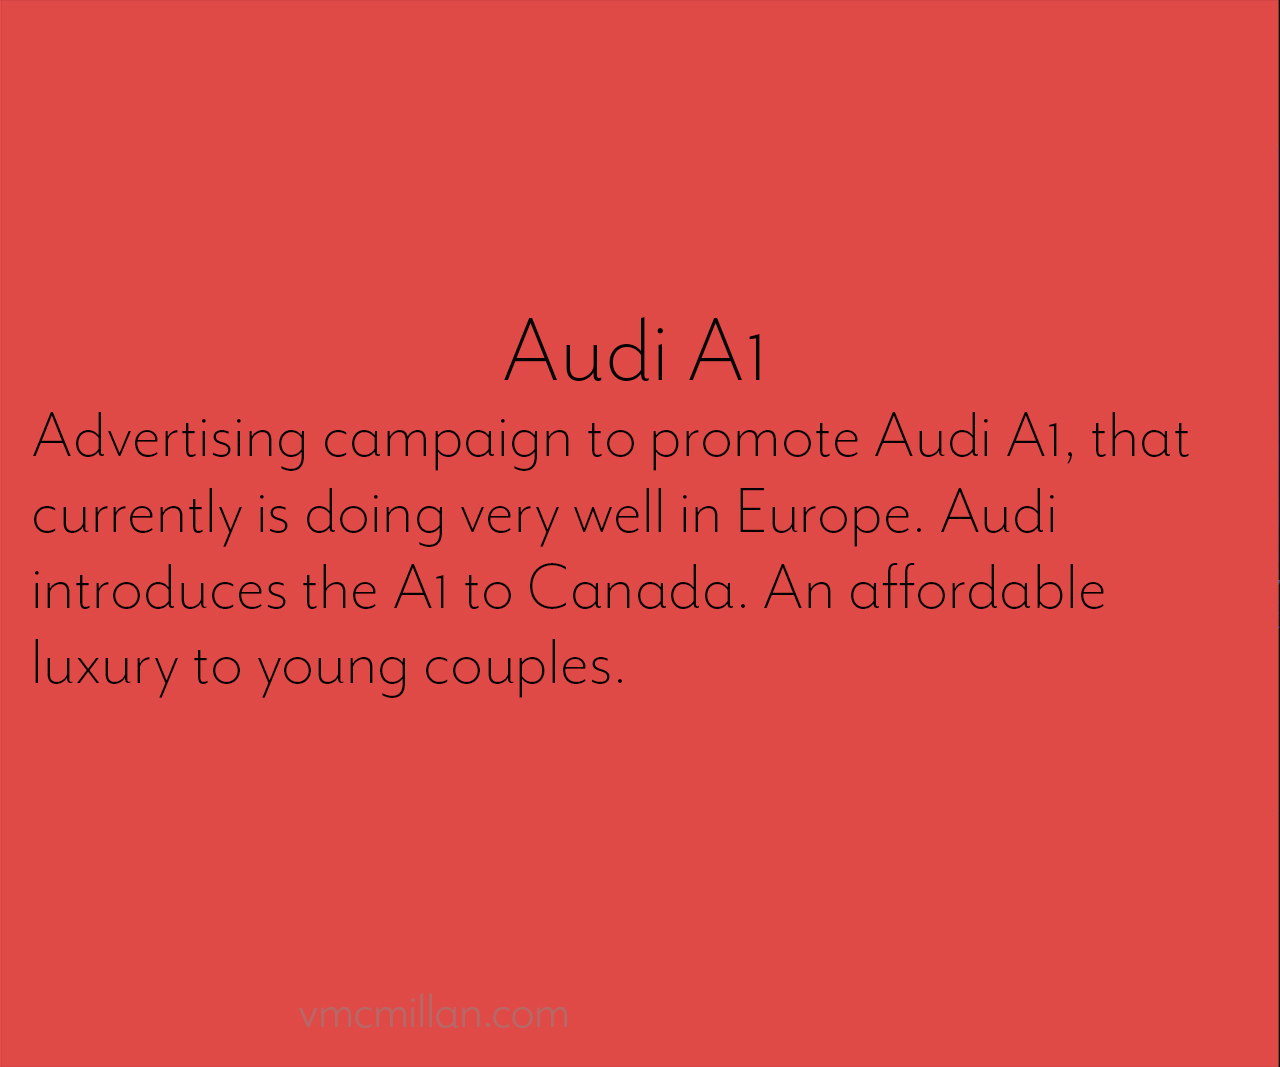 Audi A1
Advertising campaign to promote Audi A1, that
currently is doing very well in Europe. Audi
introduces the A1 to Canada. An affordable
luxury to young couples.
vmcmillan.com